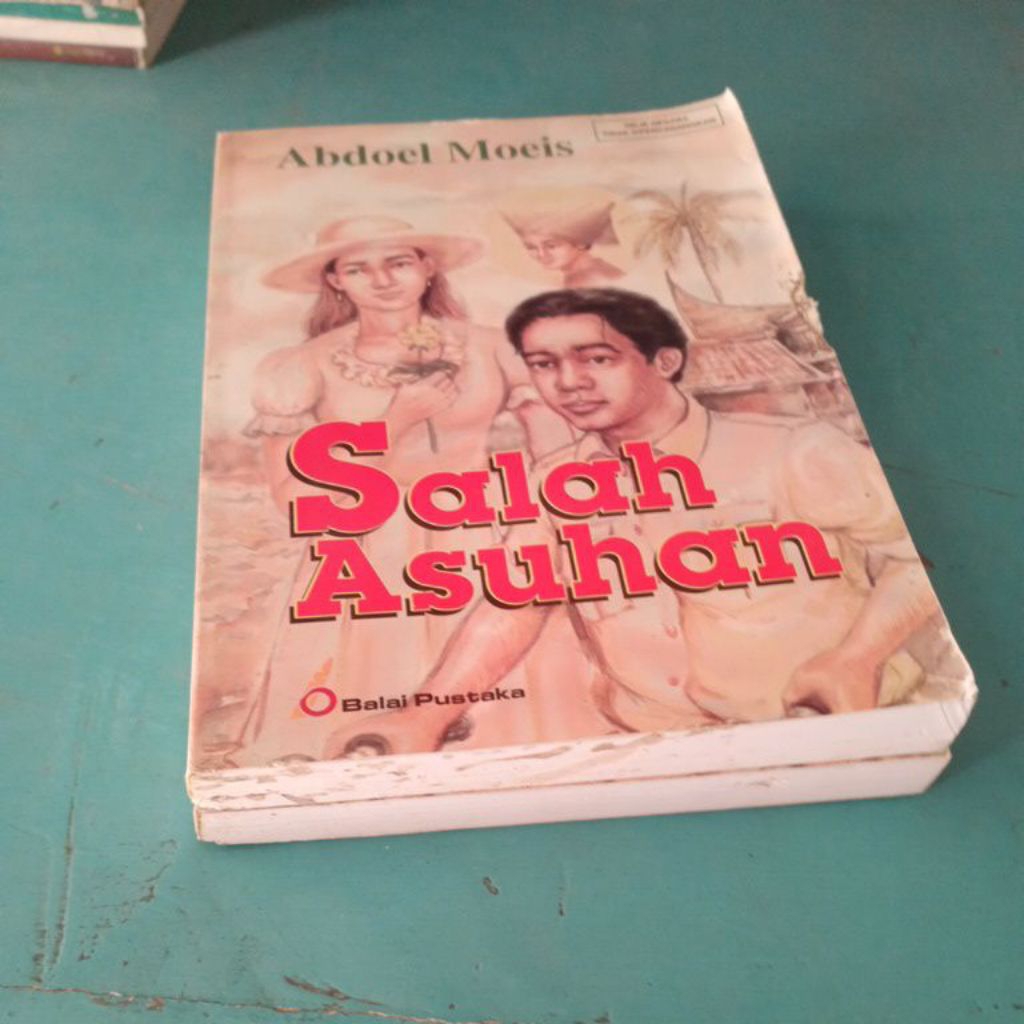 Abdoel Moeis
Salah
Asuhan
Balai Pustaka